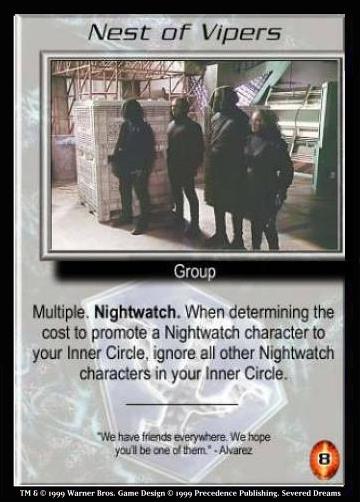 Nest of Vipers
Group
Multiple. Nightwatch. When determining the
cost to promote a Nightwatch character to
your Inner Circle, ignore all other Nightwatch
characters in your Inner Circle.
"We have friends everywhere. We hope
you'll be one of them." - Alvarez
8
TM & © 1999 Warner Bros. Game Design © 1999 Precedence Publishing. Severed Dreams